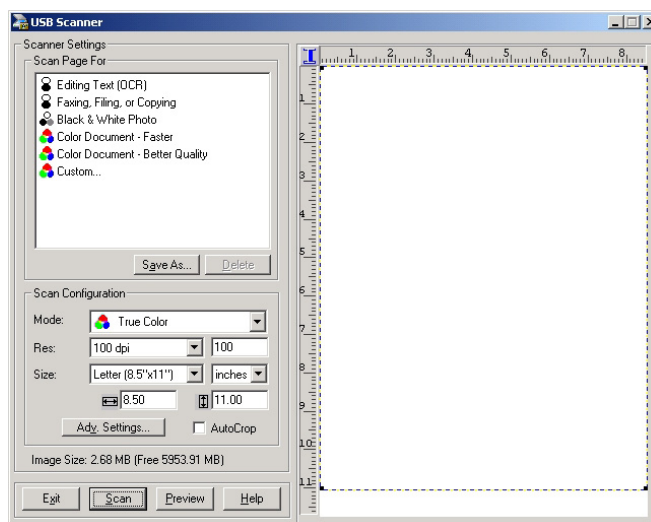 USB Scanner
Scanner Settings
Scan Page For
Editing Text (OCR)
Faxing, Filing, or Copying
Black & White Photo
Color Document - Faster
Color Document - Better Quality
Custom...
Save As... Delete
Scan Configuration
Mode: True Color
Res: 100 dpi 100
Size: Letter (8.5"x11") inches
8.50 11.00
Adv. Settings... AutoCrop
Image Size: 2.68 MB (Free 5953.91 MB)
Exit Scan Preview Help
1 2 3 4 5 6 7 8
1
2
3
4
5
6
7
8
9
10
11